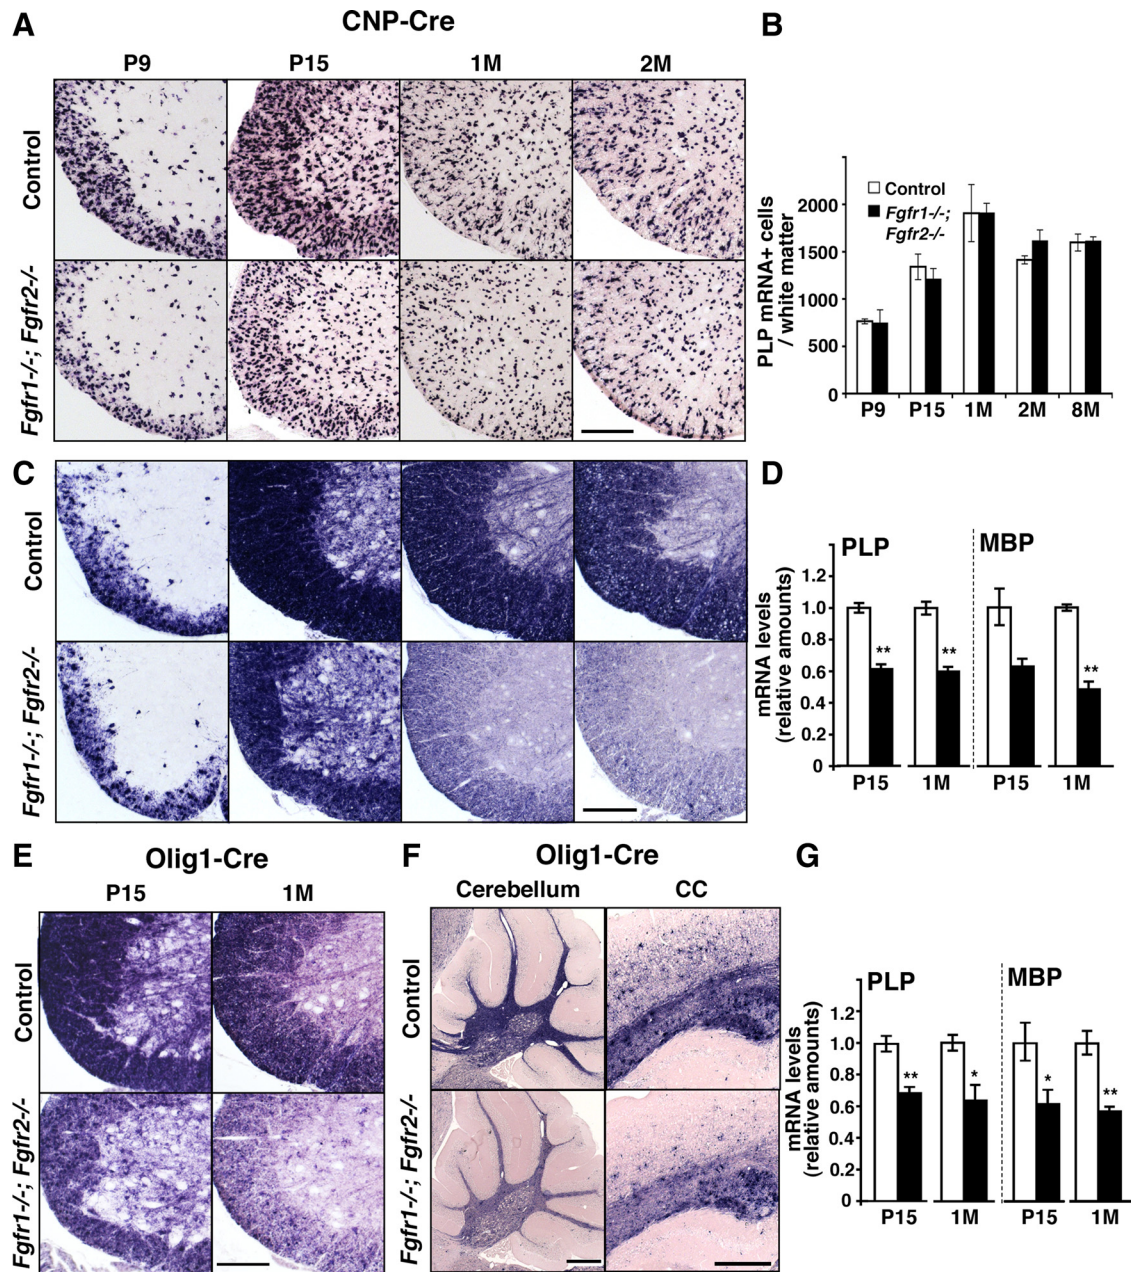 A
CNP-Cre
P9 P15 1M 2M
Control
Fgfr1-/-; Fgfr2-/-
B
PLP mRNA+ cells
/ white matter
2000
1500
1000
500
0
Control
Fgfr1-/-;
Fgfr2-/-
P9 P15 1M 2M 8M
C
Control
Fgfr1-/-; Fgfr2-/-
D
PLP MBP
mRNA levels
(relative amounts)
1.2
1.0
0.8
0.6
0.4
0.2
0
** ** **
P15 1M P15 1M
E
Olig1-Cre
P15 1M
Control
Fgfr1-/-; Fgfr2-/-
F
Olig1-Cre
Cerebellum CC
Control
Fgfr1-/-; Fgfr2-/-
G
PLP MBP
mRNA levels
(relative amounts)
1.2
1.0
0.8
0.6
0.4
0.2
0
** * * **
P15 1M P15 1M